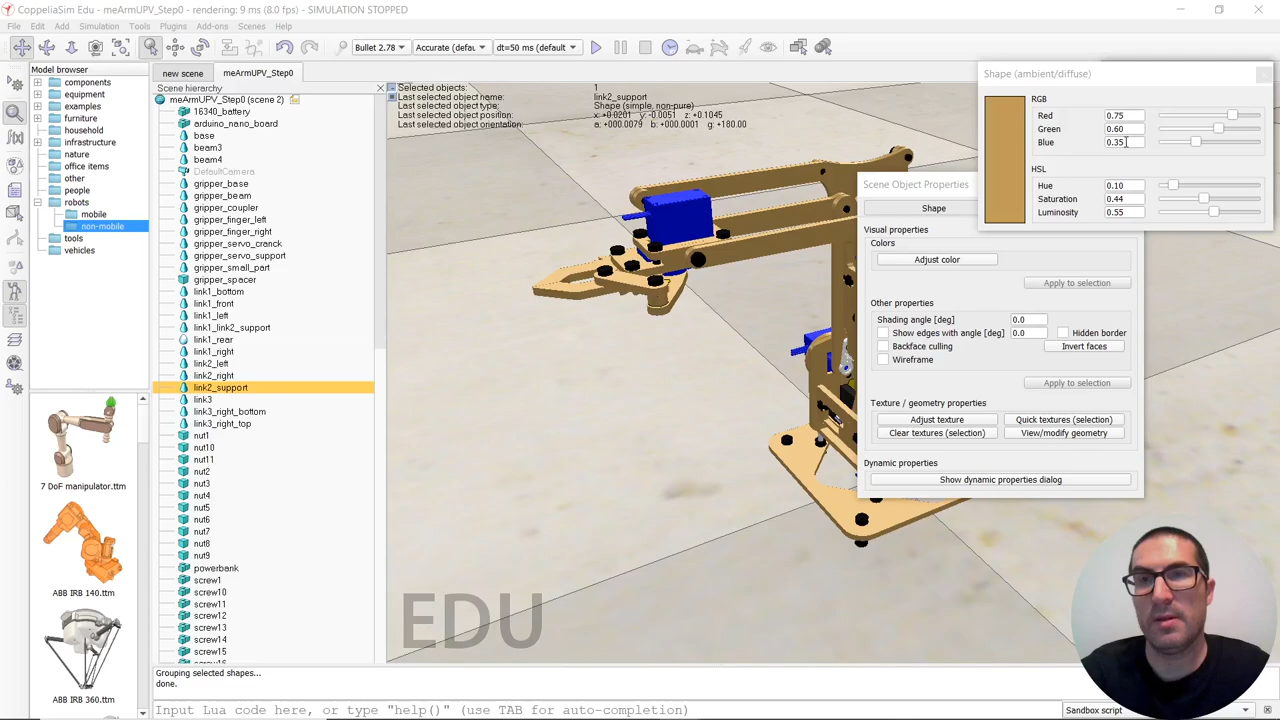 CoppeliaSim Edu - meArmUPV_Step0 - rendering: 9 ms (8.0 fps) - SIMULATION STOPPED
File Edit Add Simulation Tools Plugins Add-ons Scenes Help
Bullet 2.78 Accurate (defau dt=50 ms (default)
Model browser
components
equipment
examples
furniture
household
infrastructure
nature
office items
other
people
robots
mobile
non-mobile
tools
vehicles
7 DoF manipulator.ttm
ABB IRB 140.ttm
ABB IRB 360.ttm
new scene meArmUPV_Step0
Scene hierarchy
meArmUPV_Step0 (scene 2)
16340_battery
arduino_nano_board
base
beam3
beam4
DefaultCamera
gripper_base
gripper_beam
gripper_coupler
gripper_finger_left
gripper_finger_right
gripper_servo_cranck
gripper_servo_support
gripper_small_part
gripper_spacer
link1_bottom
link1_front
link1_left
link1_link2_support
link1_rear
link1_right
link2_left
link2_right
link2_support
link3
link3_right_bottom
link3_right_top
nut1
nut10
nut11
nut2
nut3
nut4
nut5
nut6
nut7
nut8
nut9
powerbank
screw1
screw10
screw11
screw12
screw13
screw14
screw15
Selected objects: 1
Last selected object name: link2_support
Last selected object type: Shape (simple, non-pure)
Last selected object position: x: +0.0201 y: -0.0051 z: +0.1045
Last selected object orientation: a: +000.0079 b: +000.0001 g: +180.00
EDU
Shape (ambient/diffuse)
RGB
Red 0.75
Green 0.60
Blue 0.35
HSL
Hue 0.10
Saturation 0.44
Luminosity 0.55
Scene Object Properties
Shape
Visual properties
Colors
Adjust color
Apply to selection
Other properties
Shading angle [deg] 0.0
Show edges with angle [deg] 0.0 Hidden border
Backface culling Invert faces
Wireframe
Apply to selection
Texture / geometry properties
Adjust texture Quick textures (selection)
Clear textures (selection) View/modify geometry
Dynamic properties
Show dynamic properties dialog
Grouping selected shapes...
done.
Input Lua code here, or type "help()" (use TAB for auto-completion)
Sandbox script